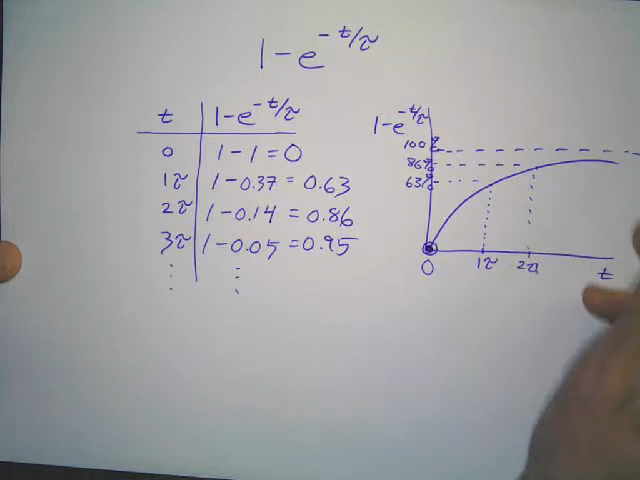 1-e^-t/τ
t 1-e^-t/τ
0 1-1=0
1τ 1-0.37=0.63
2τ 1-0.14=0.86
3τ 1-0.05=0.95
⋮ ⋮
1-e^-t/τ
100%
86%
63%
0 1τ 2τ t